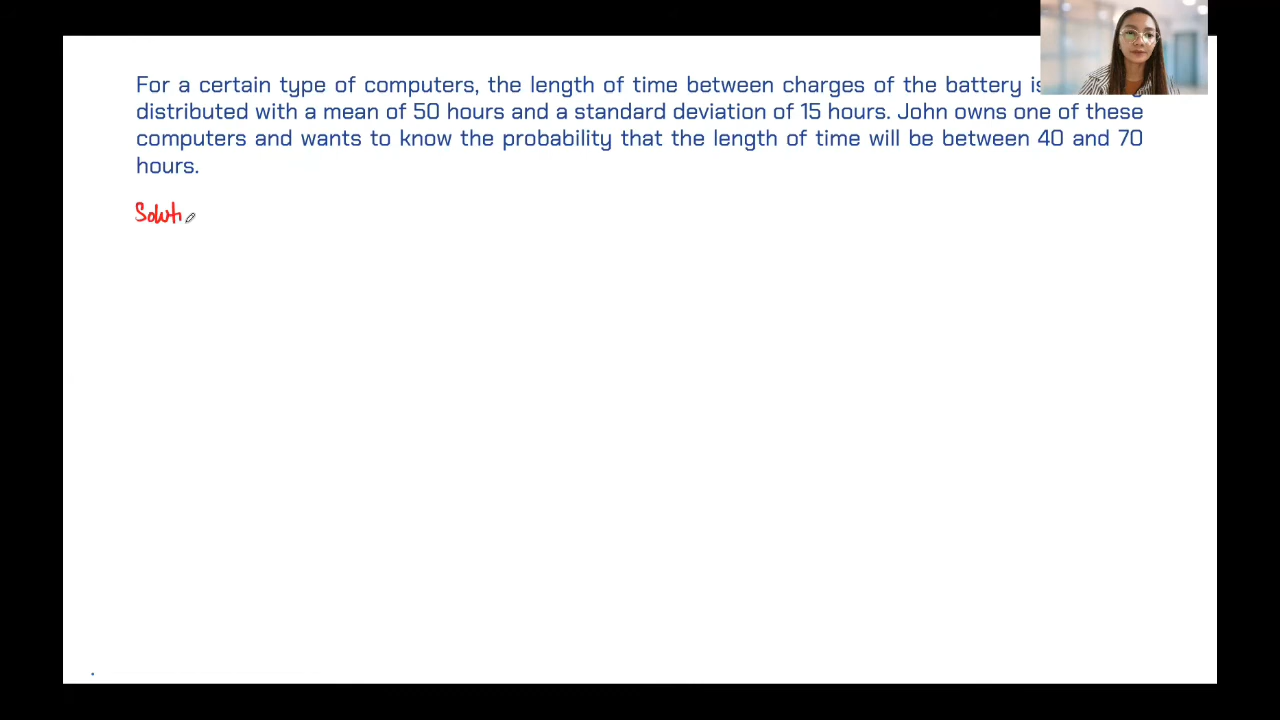 For a certain type of computers, the length of time between charges of the battery is
distributed with a mean of 50 hours and a standard deviation of 15 hours. John owns one of these
computers and wants to know the probability that the length of time will be between 40 and 70
hours.
Soluti